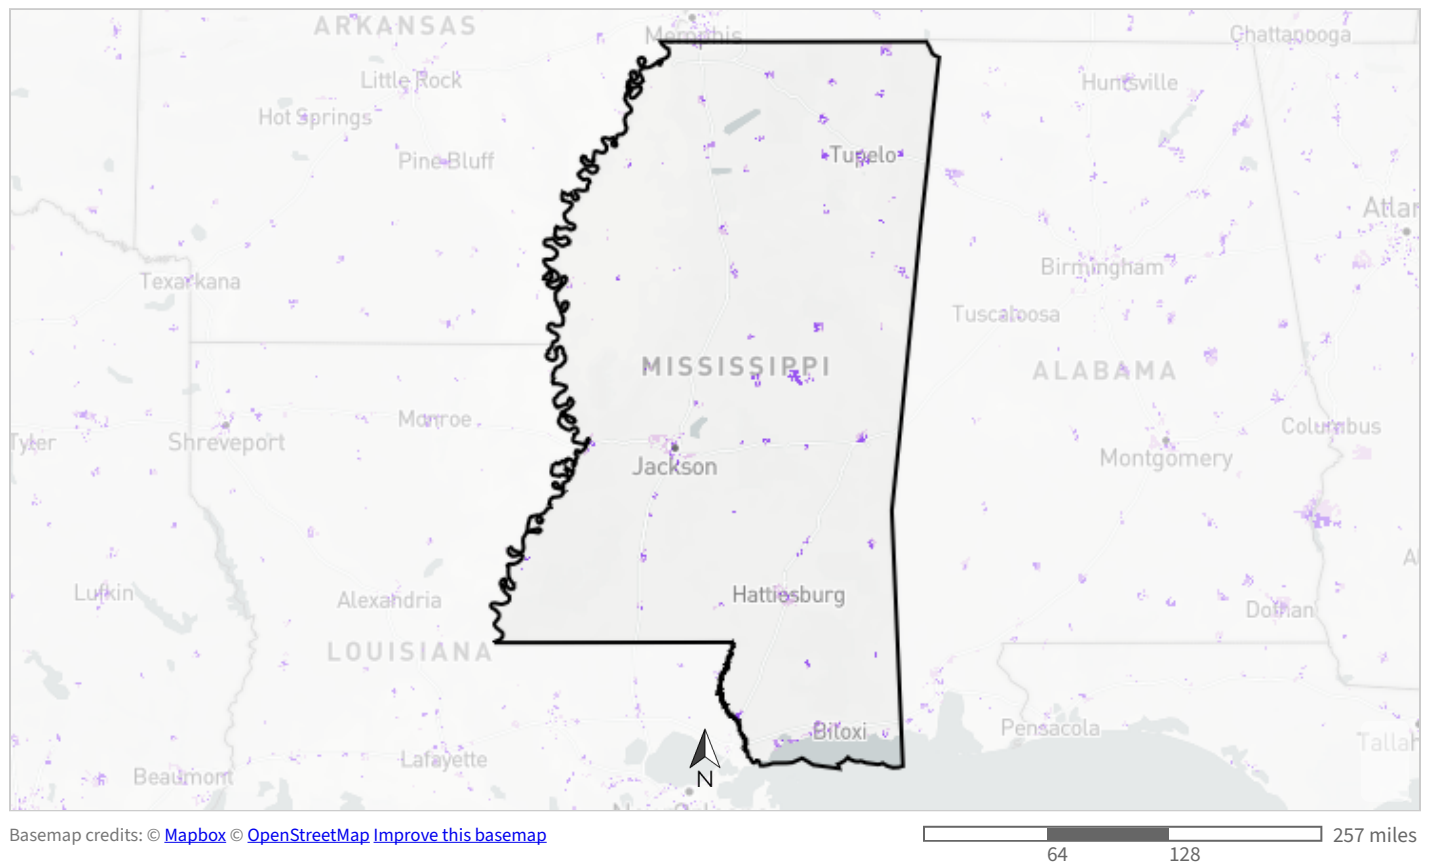 ARKANSAS
Memphis
Chattanooga
Little Rock
Huntsville
Hot Springs
Pine Bluff
Tupelo
Atlan
Texarkana
Birmingham
Tuscaloosa
MISSISSIPPI
ALABAMA
Tyler
Shreveport
Monroe
Jackson
Columbus
Montgomery
Lufkin
Alexandria
Hattiesburg
Dothan
LOUISIANA
Biloxi
Pensacola
Tallah
Lafayette
Beaumont
N
Basemap credits: © Mapbox © OpenStreetMap Improve this basemap
257 miles
64 128